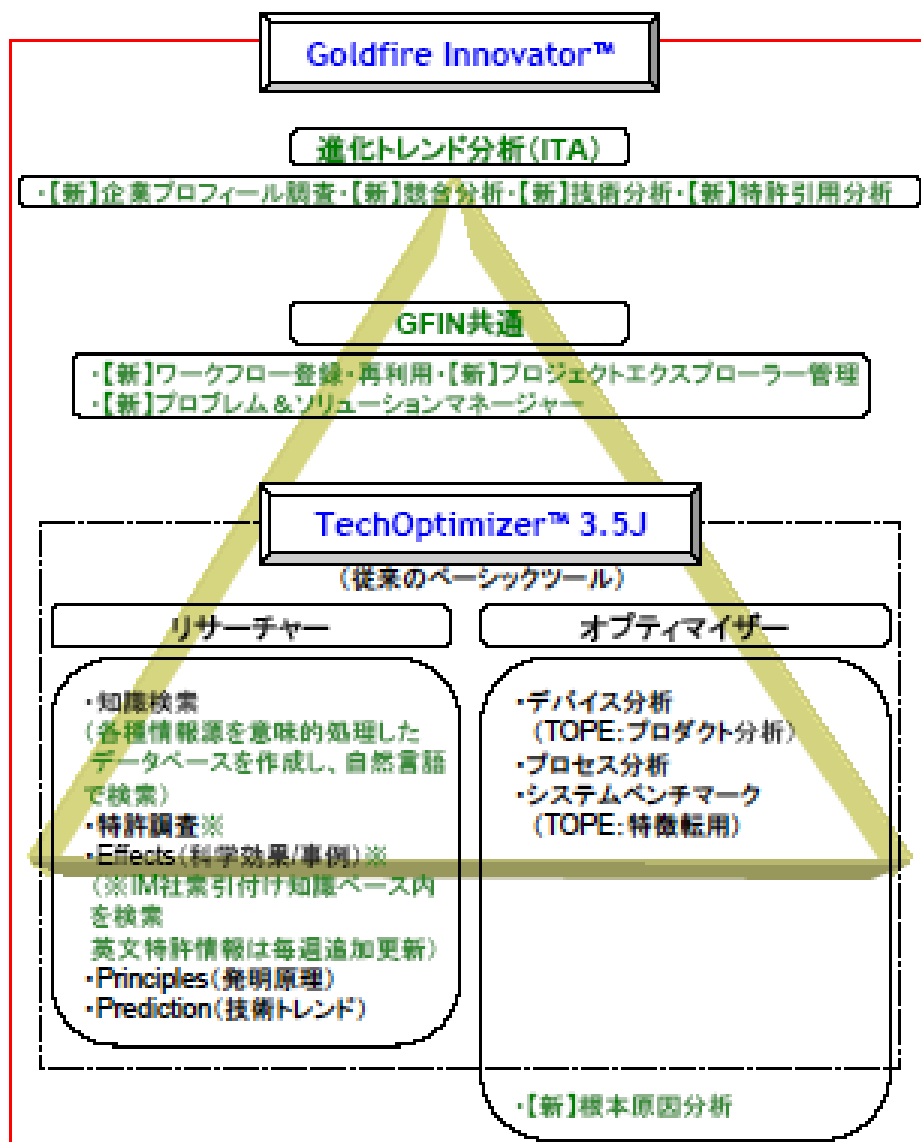 Goldfire Innovator™
進化トレンド分析(ITA)
・【新】企業プロフィール調査・【新】競合分析・【新】技術分析・【新】特許引用分析
GFIN共通
・【新】ワークフロー登録・再利用・【新】プロジェクトエクスプローラー管理
・【新】プロブレム＆ソリューションマネージャー
TechOptimizer™ 3.5J
(従来のベーシックツール)
リサーチャー
・知識検索
(各種情報源を意味的処理した
データベースを作成し、自然言語
で検索)
・特許調査※
・Effects(科学効果/事例)※
(※IM社索引付け知識ベース内
を検索
英文特許情報は毎週追加更新)
・Principles(発明原理)
・Prediction(技術トレンド)
オプティマイザー
・デバイス分析
(TOPE:プロダクト分析)
・プロセス分析
・システムベンチマーク
(TOPE:特徴転用)
・【新】根本原因分析